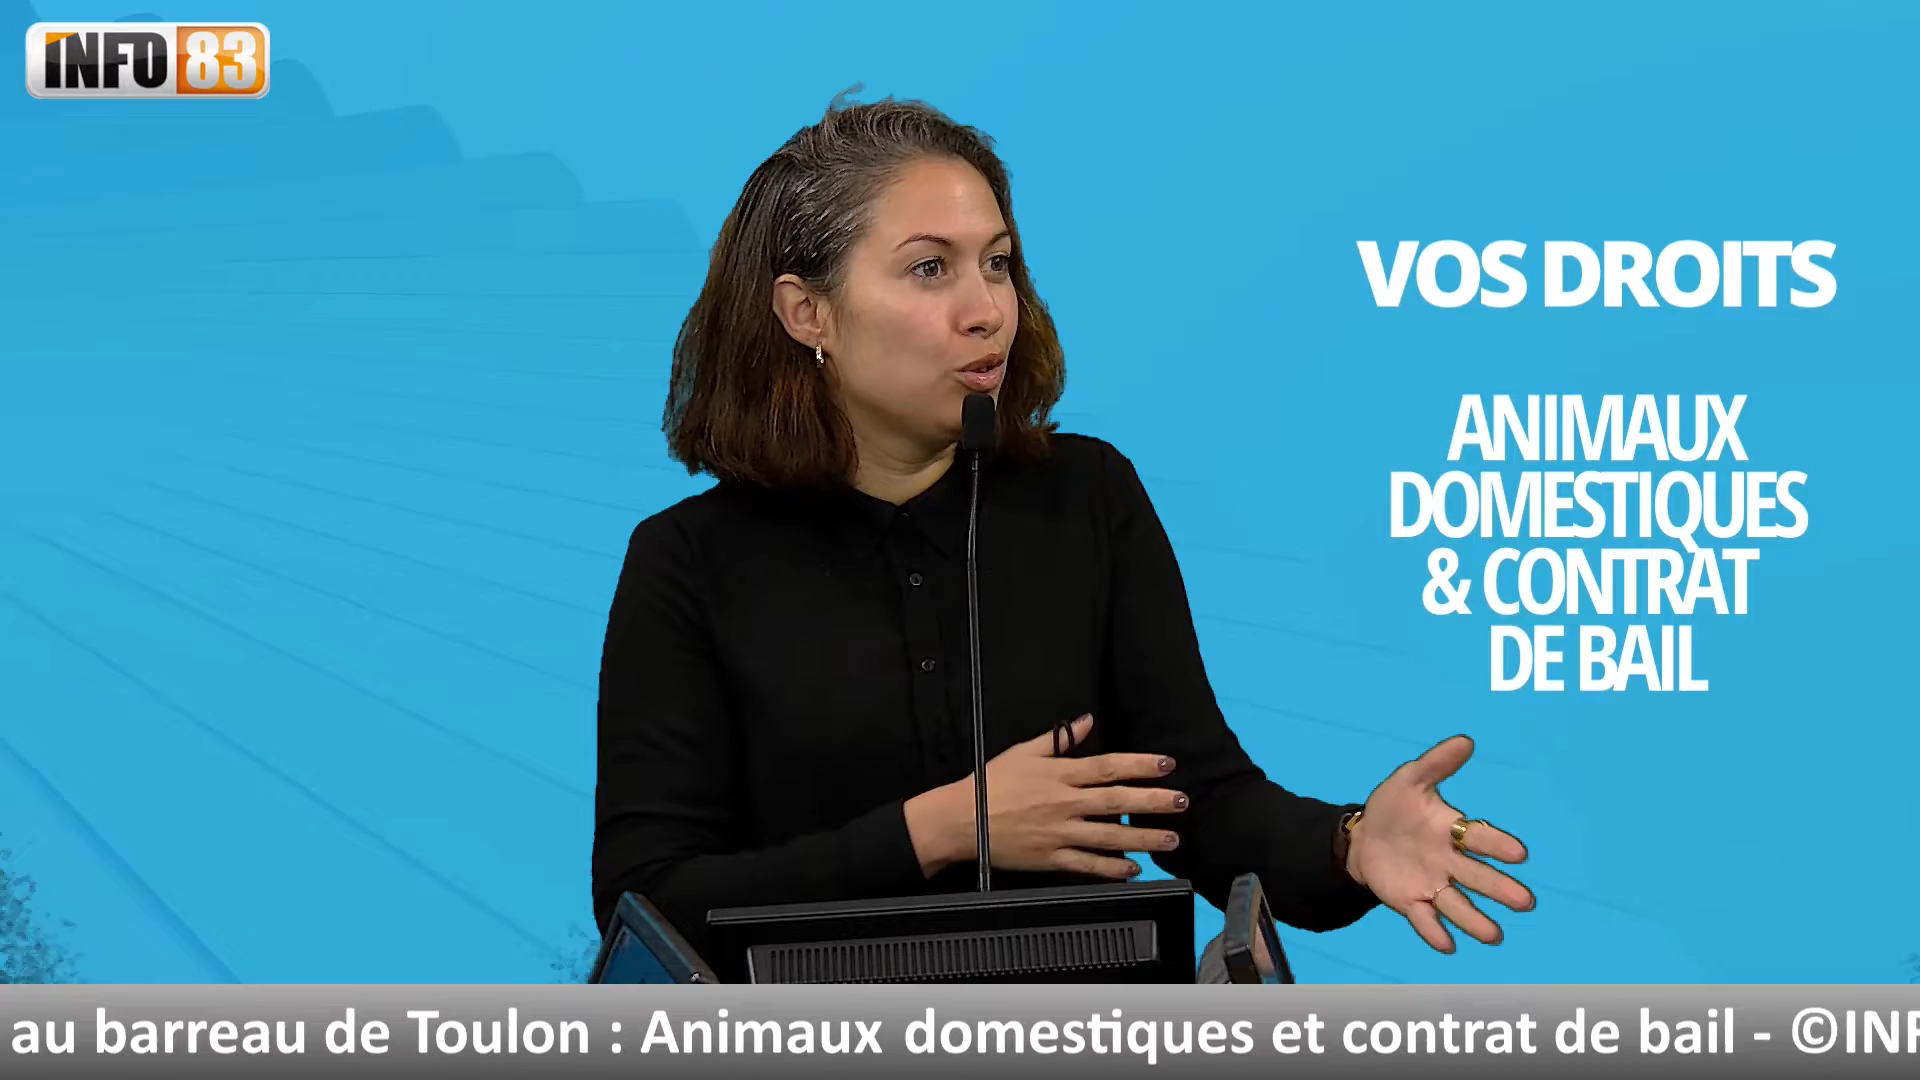 INFO 83
VOS DROITS
ANIMAUX
DOMESTIQUES
& CONTRAT
DE BAIL
au barreau de Toulon : Animaux domestiques et contrat de bail - ©INF